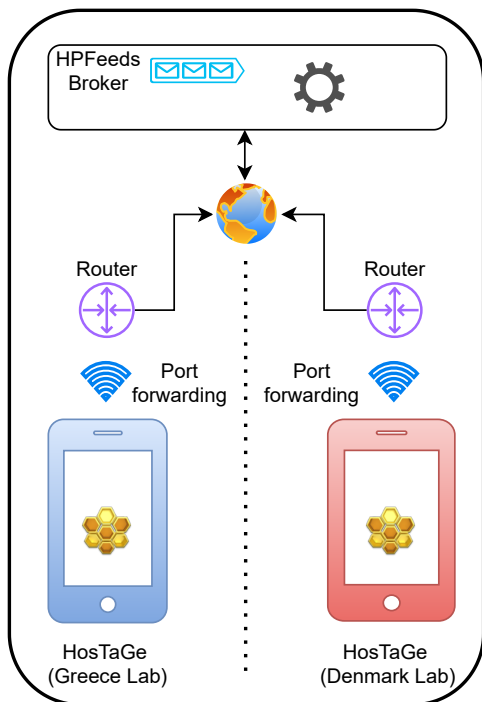 HPFeeds
Broker
Router
Router
Port
forwarding
Port
forwarding
HosTaGe
(Greece Lab)
HosTaGe
(Denmark Lab)